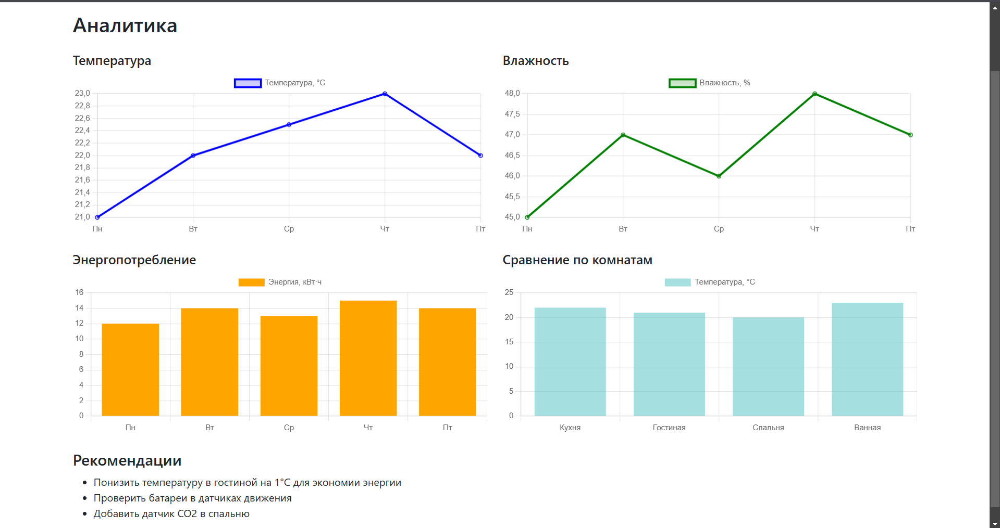 Аналитика
Температура
Температура, °C
23,0
22,8
22,6
22,4
22,2
22,0
21,8
21,6
21,4
21,2
21,0
Пн Вт Ср Чт Пт
Влажность
Влажность, %
48,0
47,5
47,0
46,5
46,0
45,5
45,0
Пн Вт Ср Чт Пт
Энергопотребление
Энергия, кВт·ч
16
14
12
10
8
6
4
2
0
Пн Вт Ср Чт Пт
Сравнение по комнатам
Температура, °C
25
20
15
10
5
0
Кухня Гостиная Спальня Ванная
Рекомендации
Понизить температуру в гостиной на 1°C для экономии энергии
Проверить батареи в датчиках движения
Добавить датчик CO2 в спальню